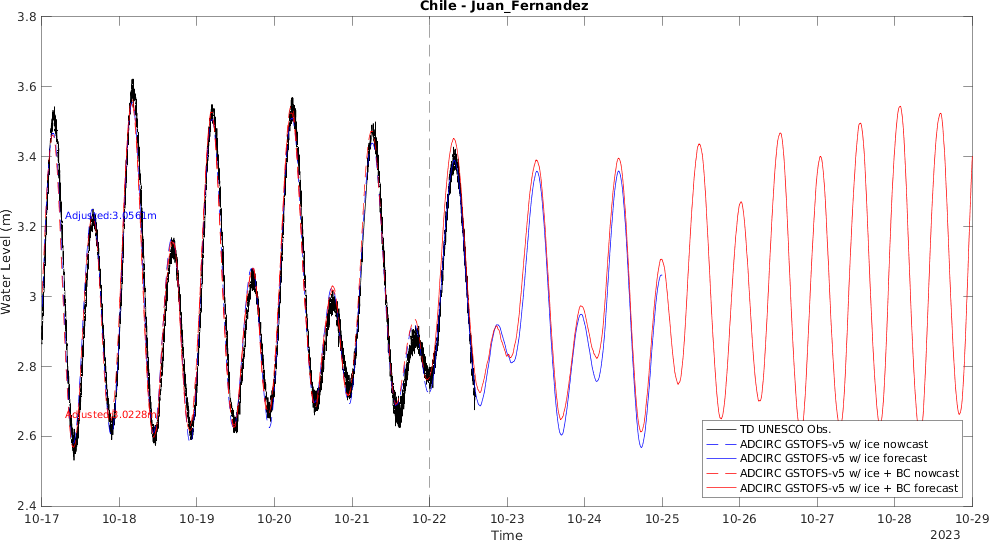 Chile - Juan_Fernandez
Water Level (m)
3.8
3.6
3.4
3.2
3
2.8
2.6
2.4
Adjusted:3.0561m
Adjusted:3.0228m
TD UNESCO Obs.
ADCIRC GSTOFS-v5 w/ ice nowcast
ADCIRC GSTOFS-v5 w/ ice forecast
ADCIRC GSTOFS-v5 w/ ice + BC nowcast
ADCIRC GSTOFS-v5 w/ ice + BC forecast
10-17 10-18 10-19 10-20 10-21 10-22 10-23 10-24 10-25 10-26 10-27 10-28 10-29
Time
2023